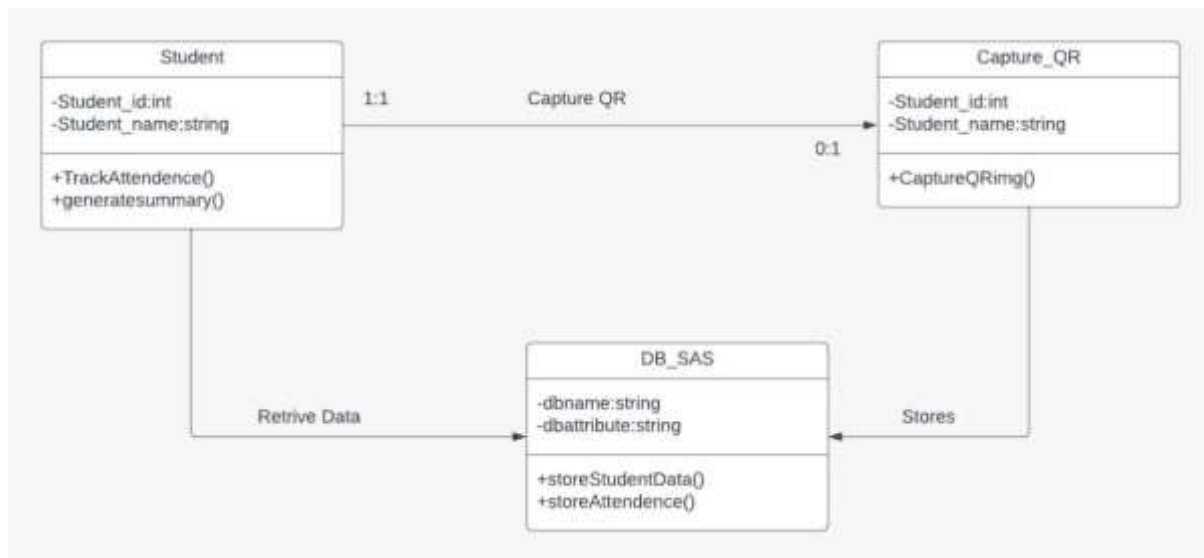 Student
-Student_id:int
-Student_name:string
+TrackAttendence()
+generatesummary()
1:1
Capture QR
0:1
Capture_QR
-Student_id:int
-Student_name:string
+CaptureQRimg()
DB_SAS
-dbname:string
-dbattribute:string
+storeStudentData()
+storeAttendence()
Retrive Data
Stores